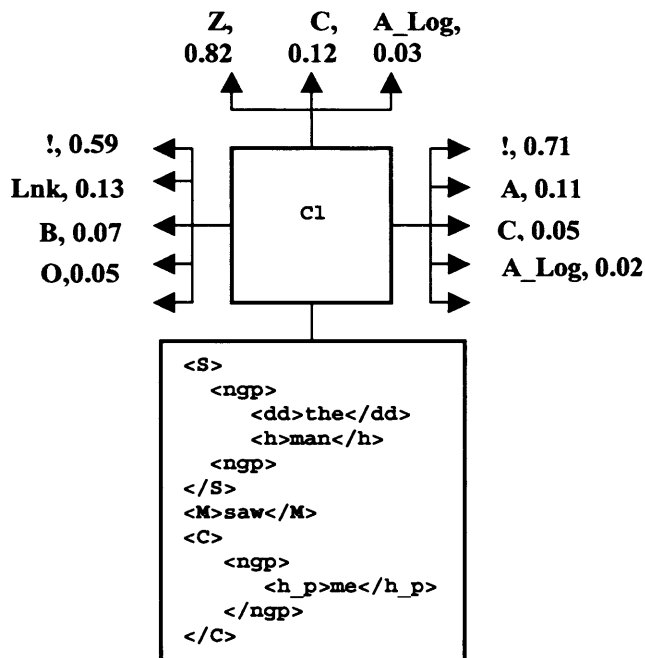 Z, C, A_Log,
0.82 0.12 0.03
!, 0.59 !, 0.71
Lnk, 0.13 A, 0.11
Cl
B, 0.07 C, 0.05
O,0.05 A_Log, 0.02
<S>
<ngp>
<dd>the</dd>
<h>man</h>
<ngp>
</S>
<M>saw</M>
<C>
<ngp>
<h_p>me</h_p>
</ngp>
</C>